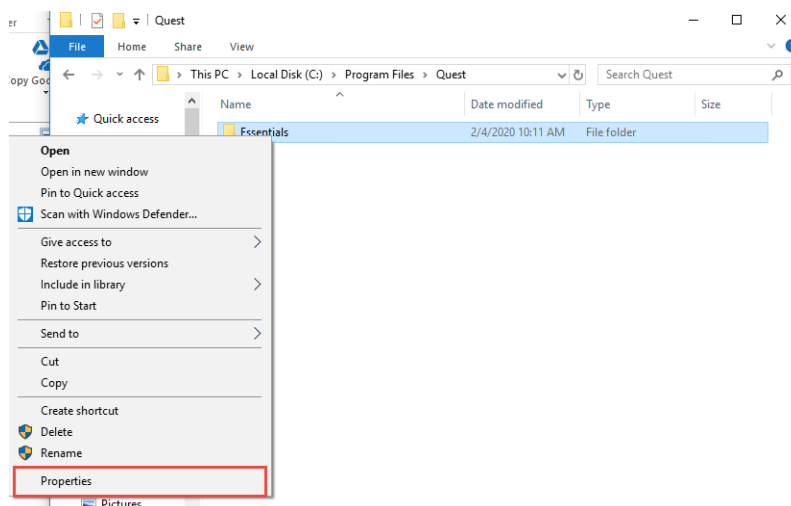 er
Quest
File Home Share View
opy Goo
This PC > Local Disk (C:) > Program Files > Quest
Search Quest
Name Date modified Type Size
Quick access
Essentials 2/4/2020 10:11 AM File folder
Open
Open in new window
Pin to Quick access
Scan with Windows Defender...
Give access to
Restore previous versions
Include in library
Pin to Start
Send to
Cut
Copy
Create shortcut
Delete
Rename
Properties
Pictures